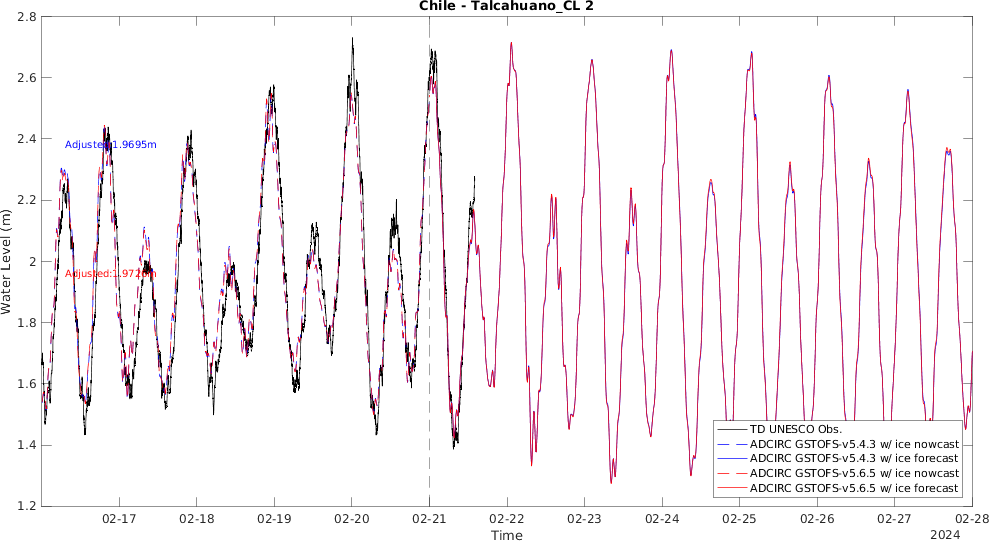 Chile - Talcahuano_CL 2
2.8
2.6
2.4
2.2
2
1.8
1.6
1.4
1.2
Water Level (m)
Adjusted:1.9695m
Adjusted:1.9726m
TD UNESCO Obs.
ADCIRC GSTOFS-v5.4.3 w/ ice nowcast
ADCIRC GSTOFS-v5.4.3 w/ ice forecast
ADCIRC GSTOFS-v5.6.5 w/ ice nowcast
ADCIRC GSTOFS-v5.6.5 w/ ice forecast
02-17 02-18 02-19 02-20 02-21 02-22 02-23 02-24 02-25 02-26 02-27 02-28
Time
2024